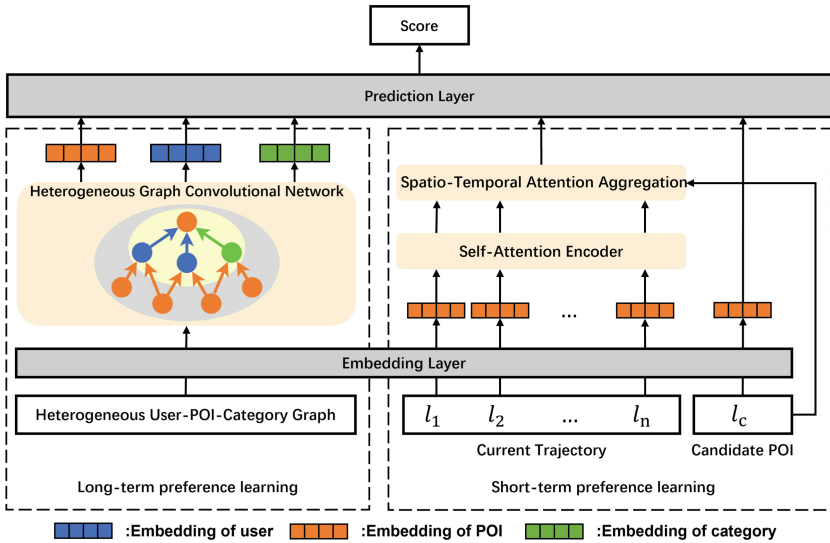 Score
Prediction Layer
Heterogeneous Graph Convolutional Network
Spatio-Temporal Attention Aggregation
Self-Attention Encoder
...
Embedding Layer
Heterogeneous User-POI-Category Graph
l₁ l₂ ... lₙ l_c
Current Trajectory
Candidate POI
Long-term preference learning
Short-term preference learning
:Embedding of user :Embedding of POI :Embedding of category